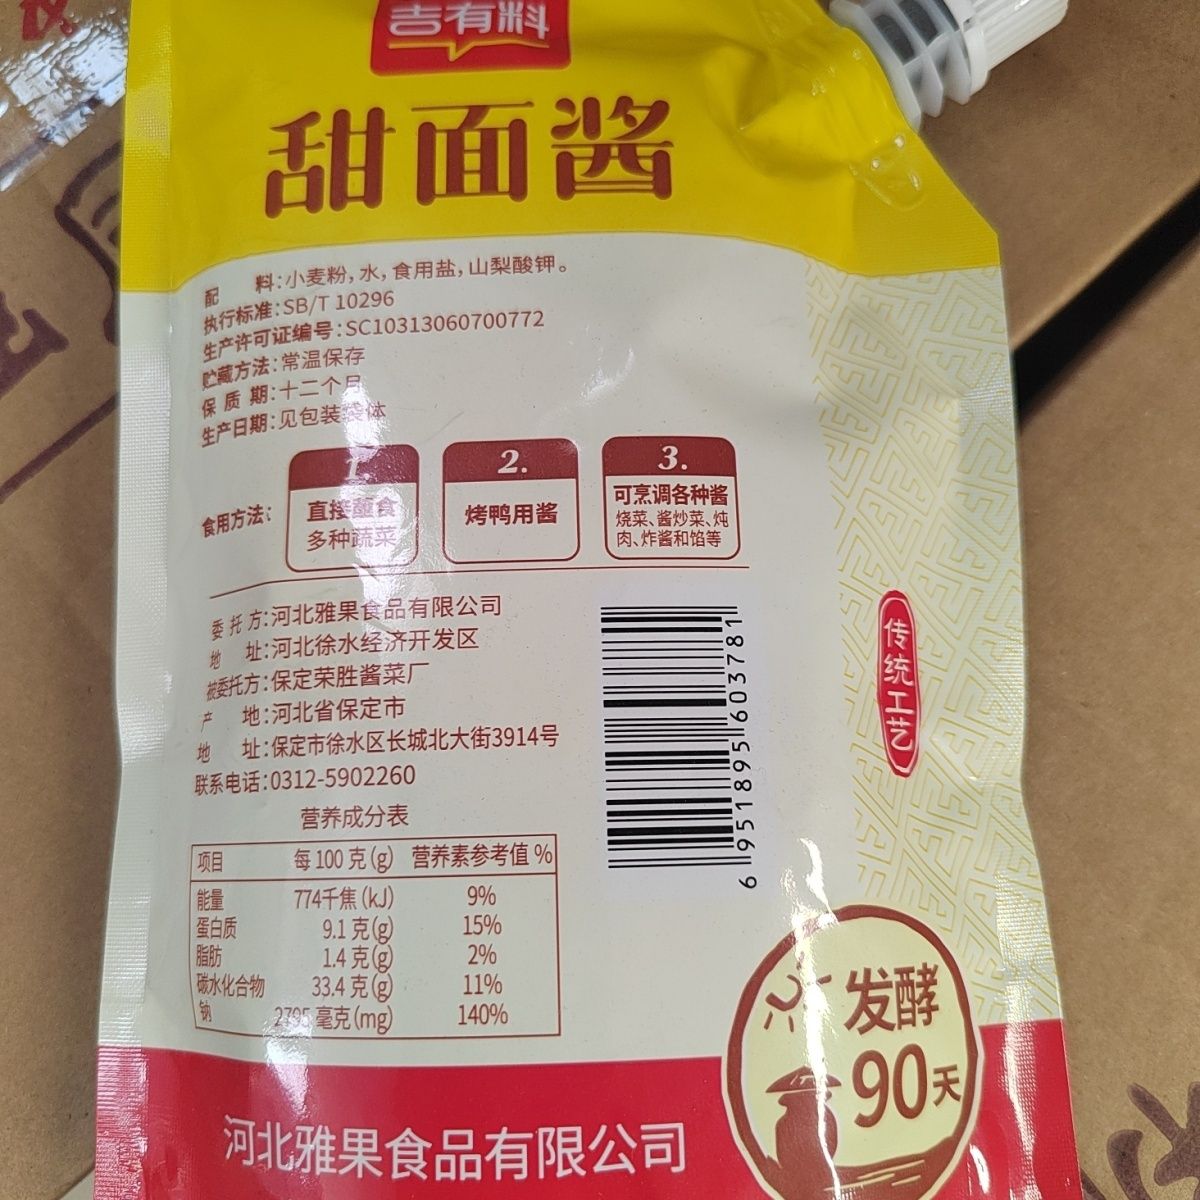 吉有料
甜面酱
配 料:小麦粉,水,食用盐,山梨酸钾。
执行标准:SB/T 10296
生产许可证编号:SC10313060700772
贮藏方法:常温保存
保 质 期:十二个月
生产日期:见包装袋体
食用方法:
1.
直接蘸食
多种蔬菜
2.
烤鸭用酱
3.
可烹调各种酱
烧菜、酱炒菜、炖
肉、炸酱和馅等
委 托 方:河北雅果食品有限公司
地 址:河北徐水经济开发区
被委托方:保定荣胜酱菜厂
产 地:河北省保定市
地 址:保定市徐水区长城北大街3914号
联系电话:0312-5902260
6951895603781
传统工艺
营养成分表
项目 每 100 克(g) 营养素参考值 %
能量 774千焦(kJ) 9%
蛋白质 9.1 克(g) 15%
脂肪 1.4 克(g) 2%
碳水化合物 33.4 克(g) 11%
钠 2795 毫克(mg) 140%
发酵
90天
河北雅果食品有限公司